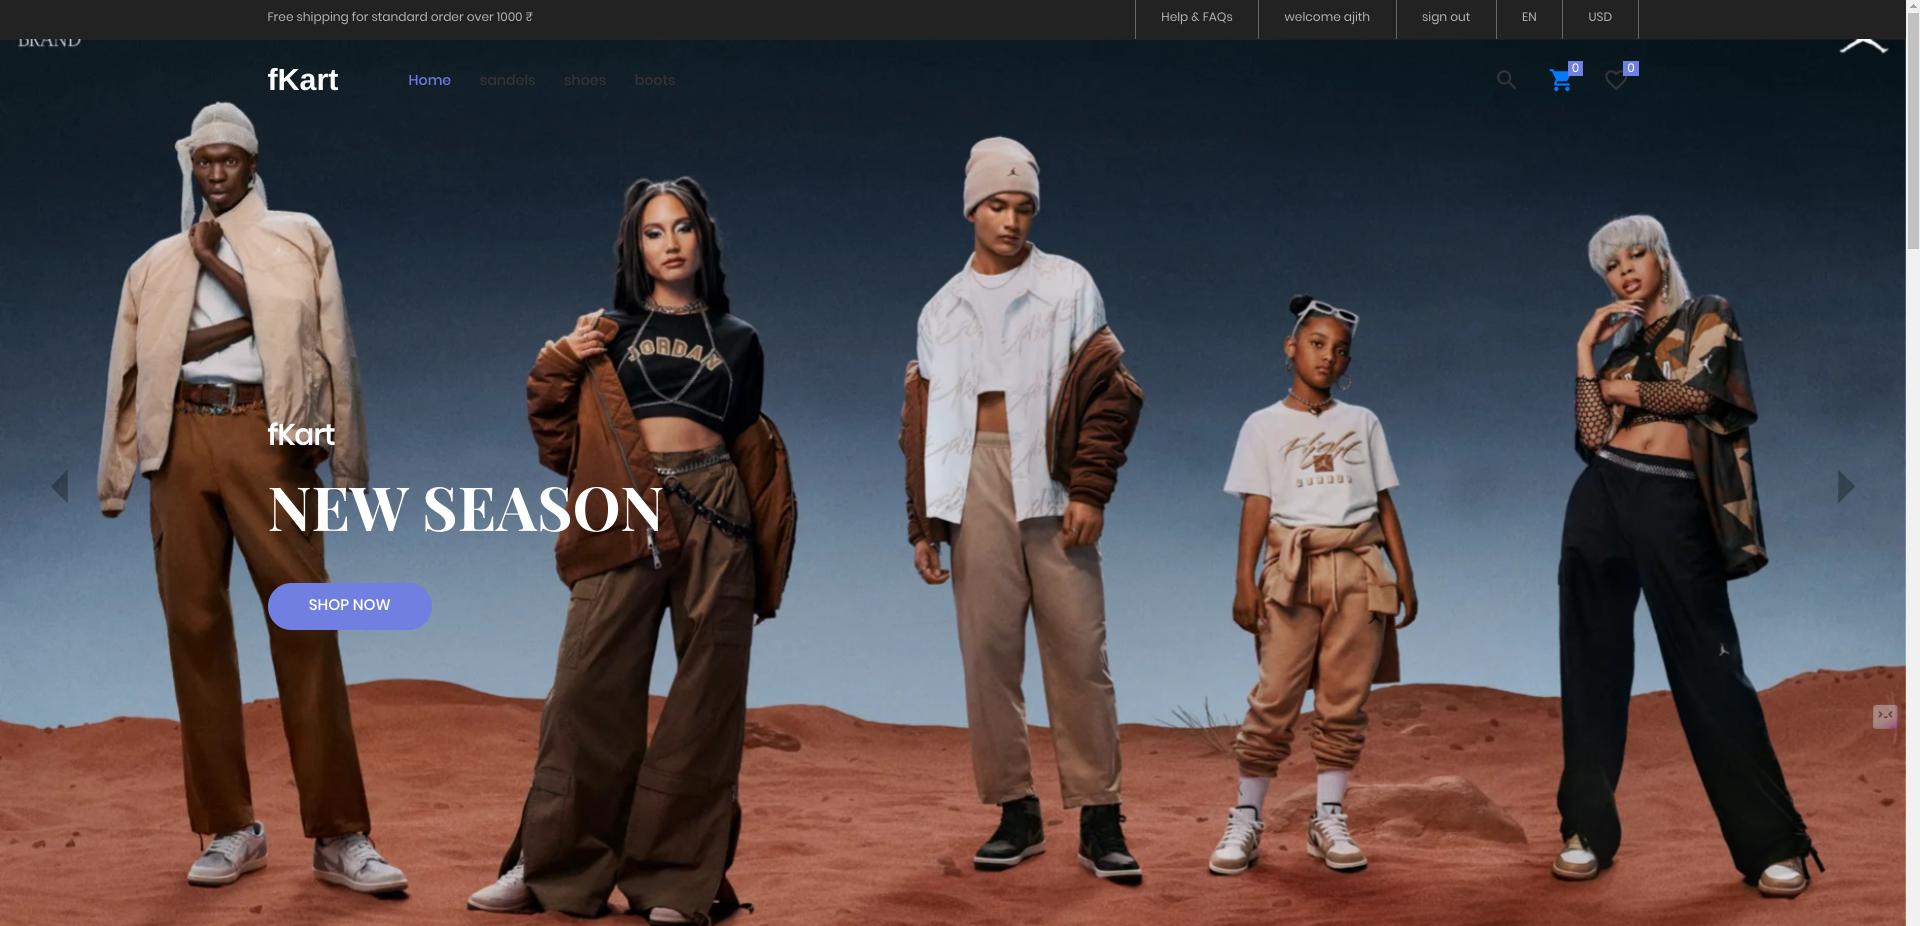 Free shipping for standard order over 1000 ₹
Help & FAQs
welcome ajith
sign out
EN
USD
BRAND
fKart
Home
sandels
shoes
boots
0
0
JORDAN
Flight
fKart
NEW SEASON
SHOP NOW